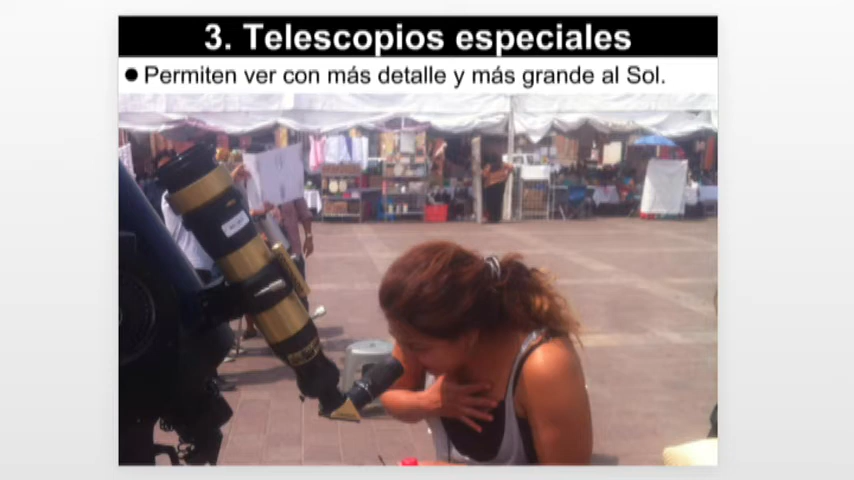 3. Telescopios especiales
● Permiten ver con más detalle y más grande al Sol.